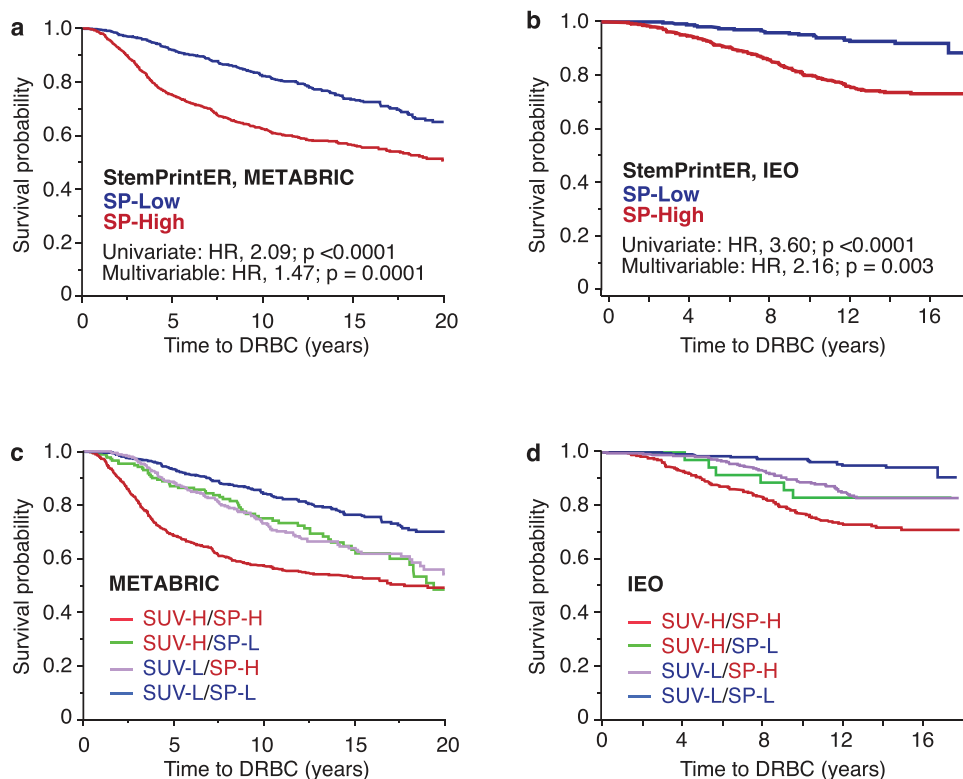 a
Survival probability
1.0
0.8
0.6
0.4
0.2
0
StemPrintER, METABRIC
SP-Low
SP-High
Univariate: HR, 2.09; p <0.0001
Multivariable: HR, 1.47; p = 0.0001
0 5 10 15 20
Time to DRBC (years)
b
Survival probability
1.0
0.8
0.6
0.4
0.2
0
StemPrintER, IEO
SP-Low
SP-High
Univariate: HR, 3.60; p <0.0001
Multivariable: HR, 2.16; p = 0.003
0 4 8 12 16
Time to DRBC (years)
c
Survival probability
1.0
0.8
0.6
0.4
0.2
0
METABRIC
SUV-H/SP-H
SUV-H/SP-L
SUV-L/SP-H
SUV-L/SP-L
0 5 10 15 20
Time to DRBC (years)
d
Survival probability
1.0
0.8
0.6
0.4
0.2
0
IEO
SUV-H/SP-H
SUV-H/SP-L
SUV-L/SP-H
SUV-L/SP-L
0 4 8 12 16
Time to DRBC (years)